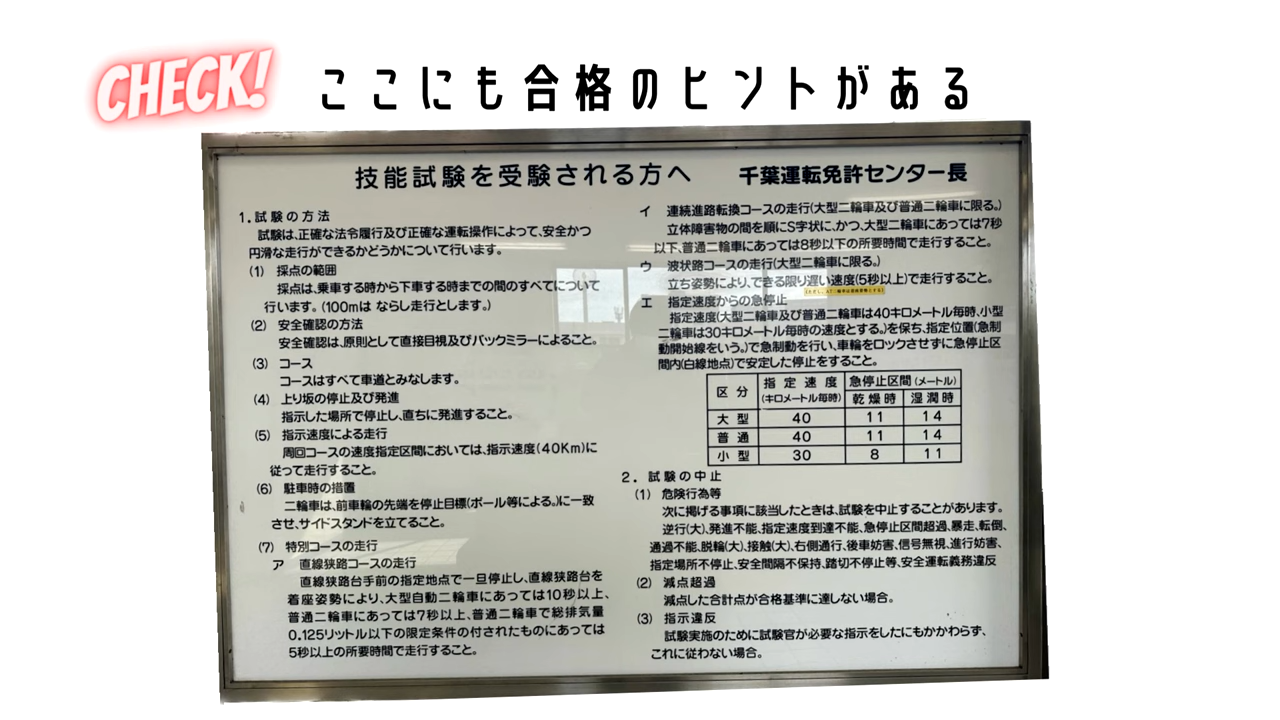 CHECK!
ここにも合格のヒントがある
技能試験を受験される方へ 千葉運転免許センター長
1.試験の方法
試験は、正確な法令履行及び正確な運転操作によって、安全かつ
円滑な走行ができるかどうかについて行います。
(1) 採点の範囲
採点は、乗車する時から下車する時までの間のすべてについて
行います。(100mは ならし走行とします。)
(2) 安全確認の方法
安全確認は、原則として直接目視及びバックミラーによること。
(3) コース
コースはすべて車道とみなします。
(4) 上り坂の停止及び発進
指示した場所で停止し、直ちに発進すること。
(5) 指示速度による走行
周回コースの速度指定区間においては、指示速度(40Km)に
従って走行すること。
(6) 駐車時の措置
二輪車は、前車輪の先端を停止目標(ポール等による。)に一致
させ、サイドスタンドを立てること。
(7) 特別コースの走行
ア 直線狭路コースの走行
直線狭路台手前の指定地点で一旦停止し、直線狭路台を
着座姿勢により、大型自動二輪車にあっては10秒以上、
普通二輪車にあっては7秒以上、普通二輪車で総排気量
0.125リットル以下の限定条件の付されたものにあっては
5秒以上の所要時間で走行すること。
イ 連続進路転換コースの走行(大型二輪車及び普通二輪車に限る。)
立体障害物の間を順にS字状に、かつ、大型二輪車にあっては7秒
以下、普通二輪車にあっては8秒以下の所要時間で走行すること。
ウ 波状路コースの走行(大型二輪車に限る。)
立ち姿勢により、できる限り遅い速度(5秒以上)で走行すること。
エ 指定速度からの急停止
指定速度(大型二輪車及び普通二輪車は40キロメートル毎時、小型
二輪車は30キロメートル毎時の速度とする。)を保ち、指定位置(急制
動開始線をいう。)で急制動を行い、車輪をロックさせずに急停止区
間内(白線地点)で安定した停止をすること。
区分 指定速度 (キロメートル毎時) 急停止区間(メートル)
乾燥時 湿潤時
大型 40 11 14
普通 40 11 14
小型 30 8 11
2.試験の中止
(1) 危険行為等
次に掲げる事項に該当したときは、試験を中止することがあります。
逆行(大)、発進不能、指定速度到達不能、急停止区間超過、暴走、転倒、
通過不能、脱輪(大)、接触(大)、右側通行、後車妨害、信号無視、進行妨害、
指定場所不停止、安全間隔不保持、踏切不停止等、安全運転義務違反
(2) 減点超過
減点した合計点が合格基準に達しない場合。
(3) 指示違反
試験実施のために試験官が必要な指示をしたにもかかわらず、
これに従わない場合。